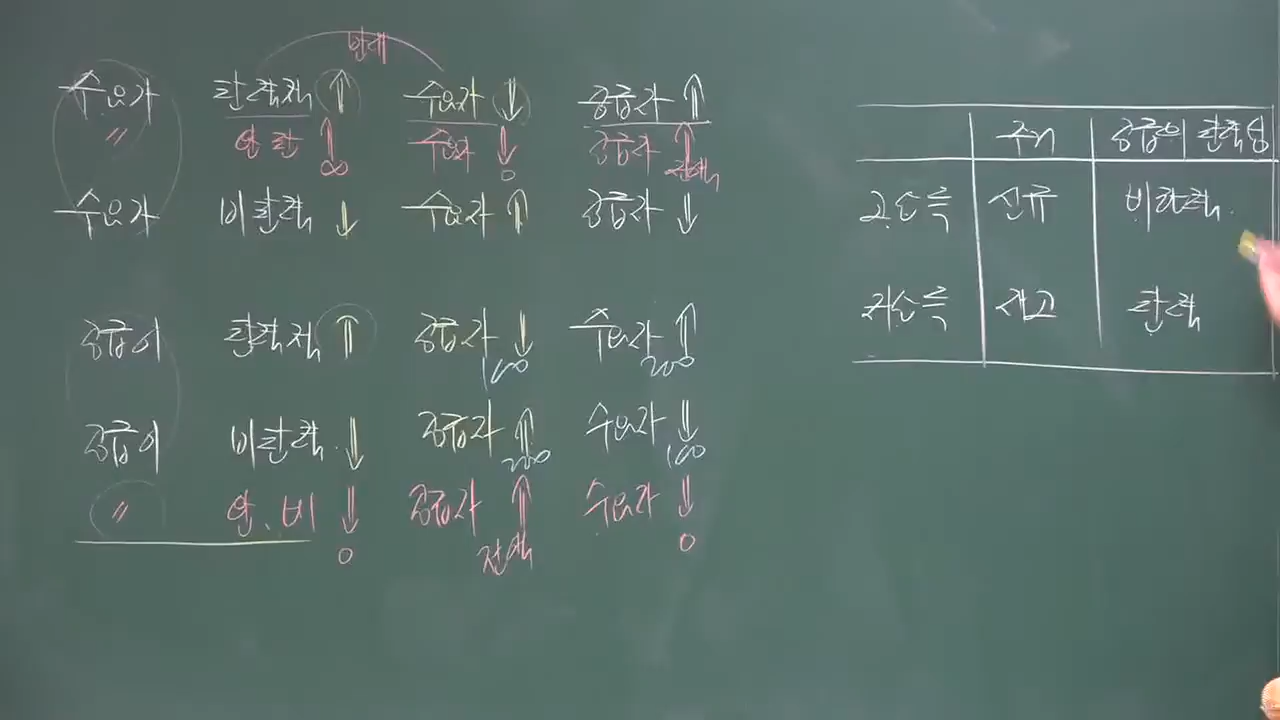 반대
수요가 탄력적 ↑ 수요자 ↓ 공급자 ↑
〃 완탄 ↑ ∞ 수요자 ↓ 0 공급자 ↑ 전액
수요가 비탄력 ↓ 수요자 ↑ 공급자 ↓
공급이 탄력적 ↑ 공급자 ↓ 100 수요자 ↑ 200
공급이 비탄력 ↓ 공급자 ↑ 200 수요자 ↓ 100
〃 완.비 ↓ 0 공급자 ↑ 전액 수요자 ↓ 0
주거 공급의 탄력성
고소득 신규 비탄력
저소득 재고 탄력